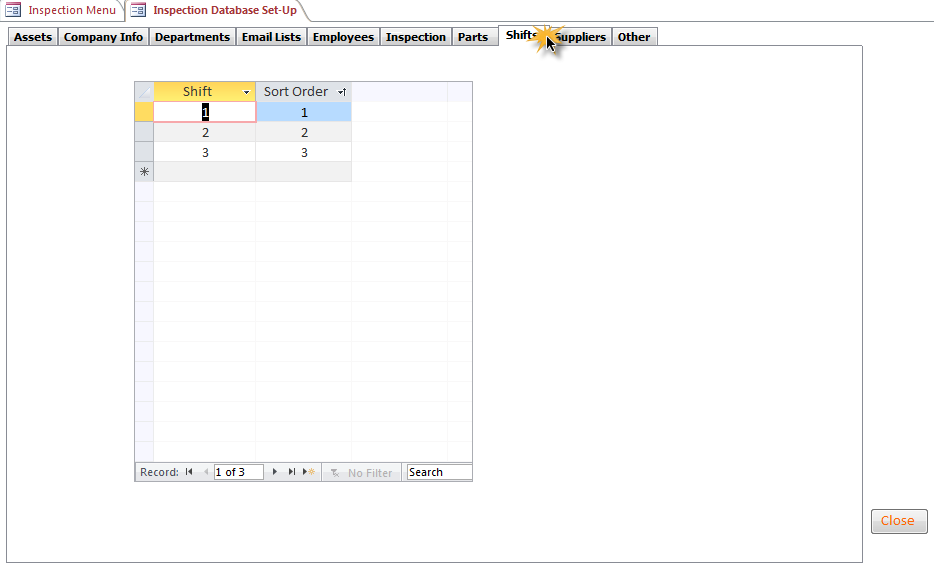 Inspection Menu Inspection Database Set-Up
Assets Company Info Departments Email Lists Employees Inspection Parts Shifts Suppliers Other
Shift Sort Order
1 1
2 2
3 3
Record: 1 of 3 No Filter Search
Close